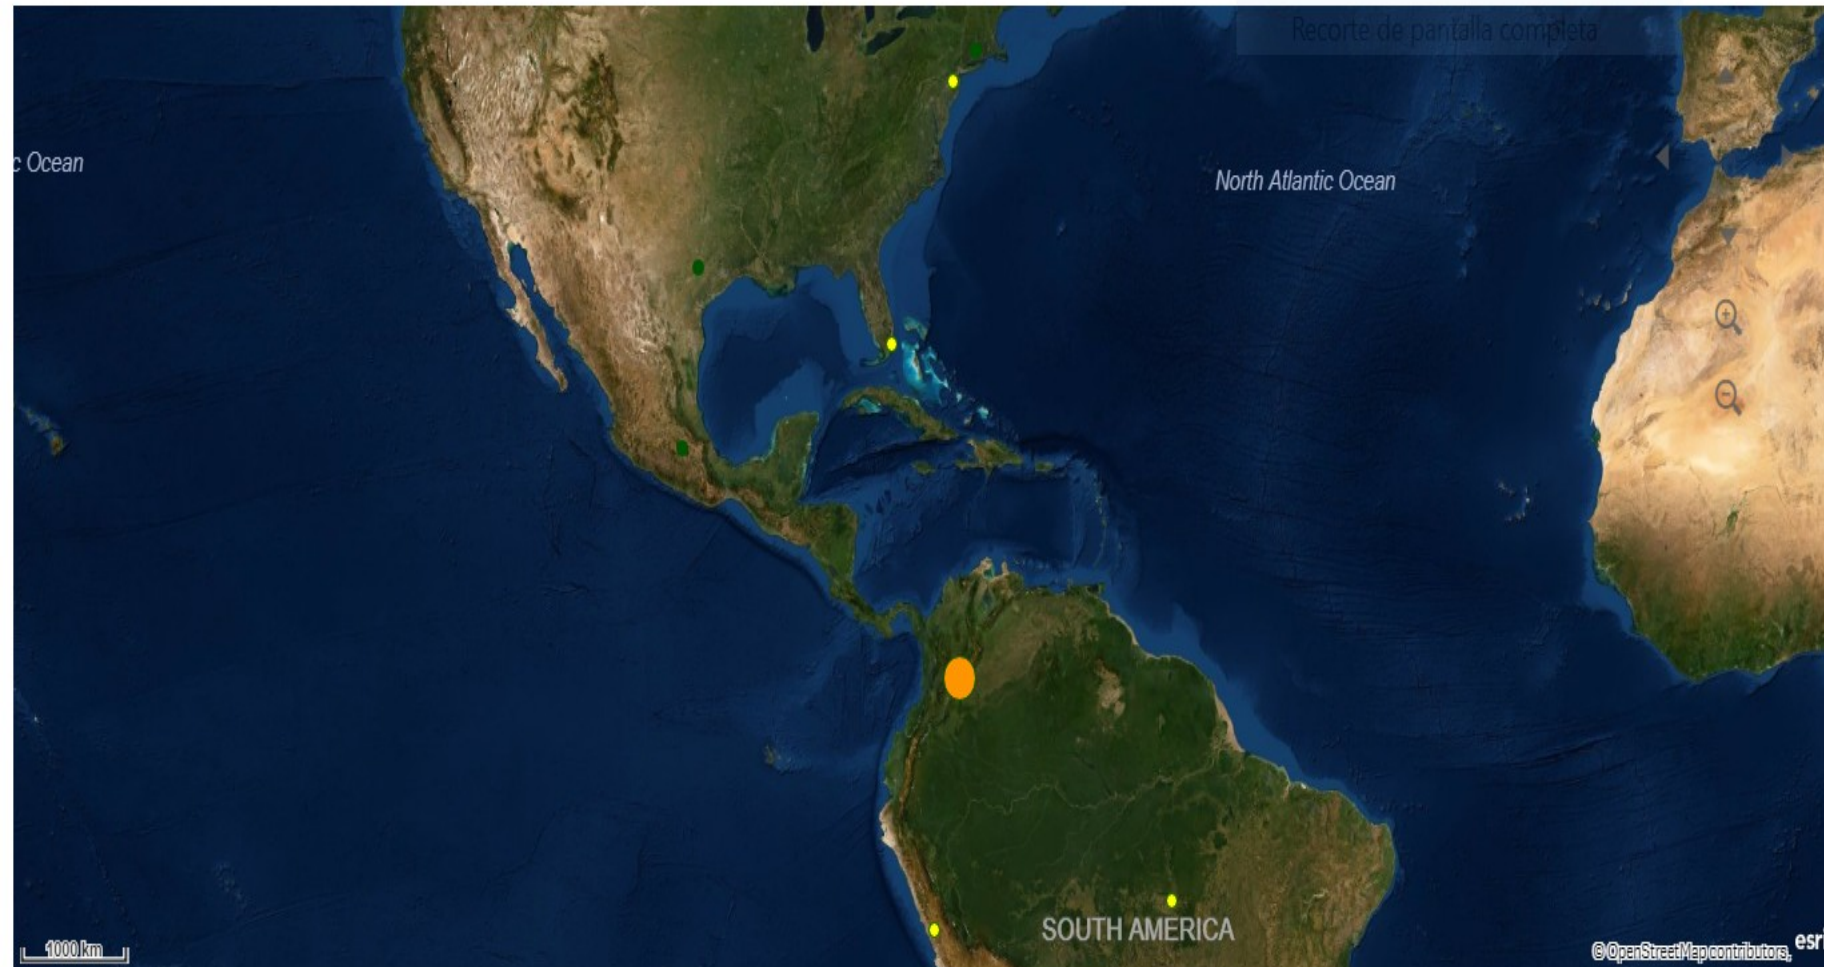 Recorte de pantalla completa
c Ocean
North Atlantic Ocean
SOUTH AMERICA
1000 km
© OpenStreetMap contributors, esri